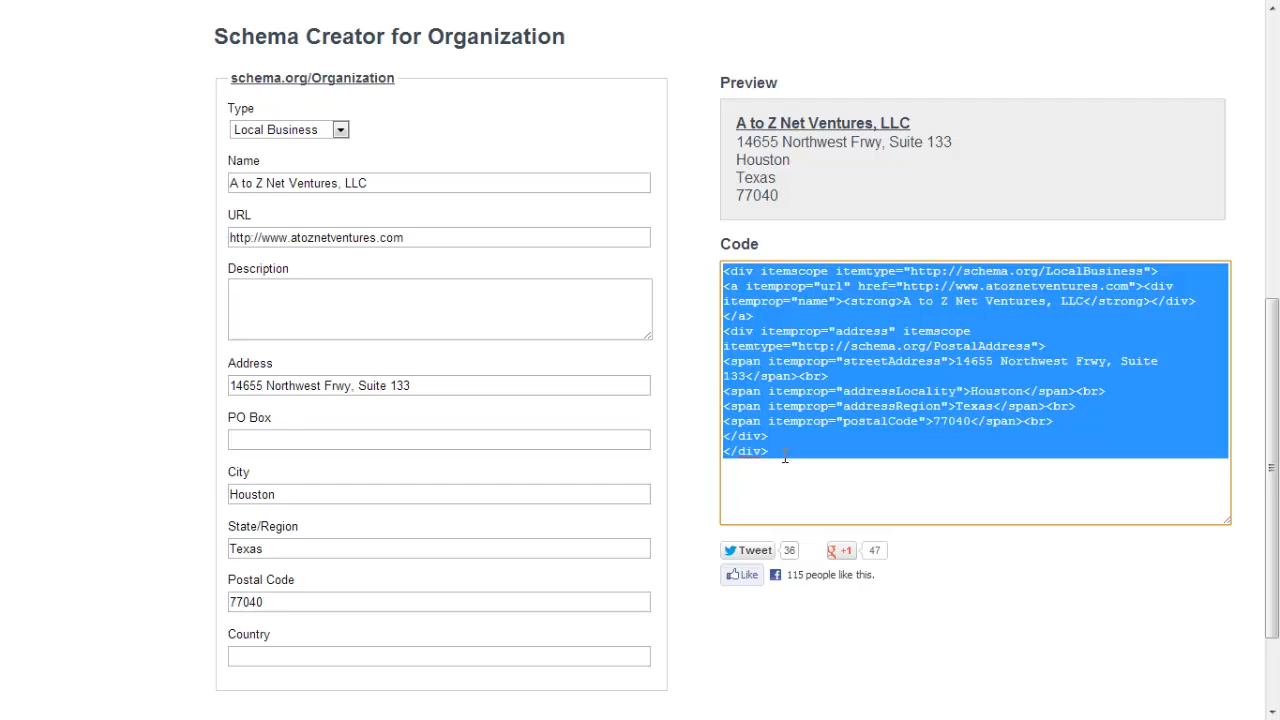 Schema Creator for Organization
schema.org/Organization
Type
Local Business
Name
A to Z Net Ventures, LLC
URL
http://www.atoznetventures.com
Description
Address
14655 Northwest Frwy, Suite 133
PO Box
City
Houston
State/Region
Texas
Postal Code
77040
Country
Preview
A to Z Net Ventures, LLC
14655 Northwest Frwy, Suite 133
Houston
Texas
77040
Code
<div itemscope itemtype="http://schema.org/LocalBusiness">
<a itemprop="url" href="http://www.atoznetventures.com"><div
itemprop="name"><strong>A to Z Net Ventures, LLC</strong></div>
</a>
<div itemprop="address" itemscope
itemtype="http://schema.org/PostalAddress">
<span itemprop="streetAddress">14655 Northwest Frwy, Suite
133</span><br>
<span itemprop="addressLocality">Houston</span><br>
<span itemprop="addressRegion">Texas</span><br>
<span itemprop="postalCode">77040</span><br>
</div>
</div>
Tweet 36 +1 47
Like 115 people like this.